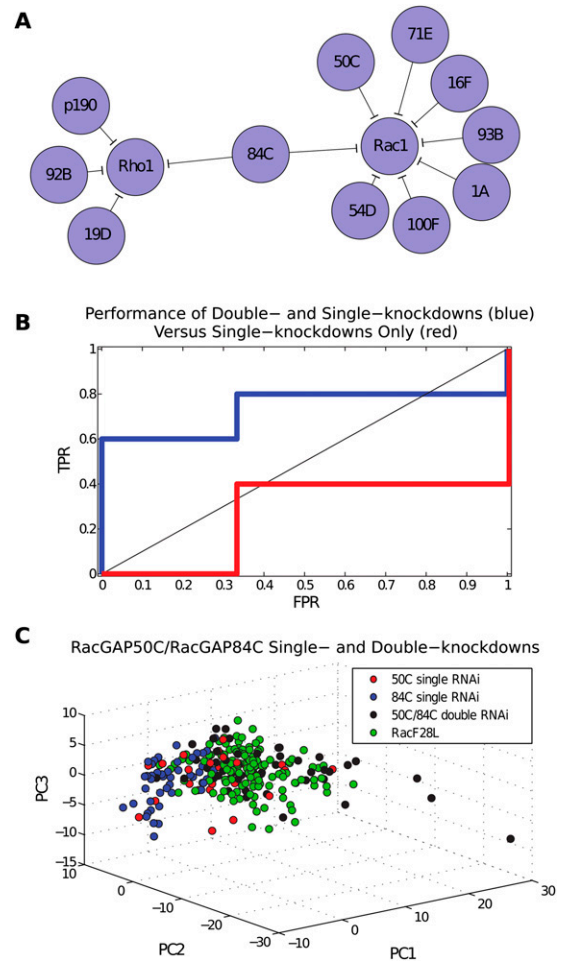 A
71E
50C
16F
p190
93B
84C
Rac1
Rho1
92B
1A
54D
100F
19D
B
Performance of Double− and Single−knockdowns (blue)
Versus Single−knockdowns Only (red)
1
0.8
0.6
0.4
0.2
0
TPR
0 0.1 0.2 0.3 0.4 0.5 0.6 0.7 0.8 0.9 1
FPR
C
RacGAP50C/RacGAP84C Single− and Double−knockdowns
50C single RNAi
84C single RNAi
50C/84C double RNAi
RacF28L
10
5
0
−5
−10
−15
PC3
10
0
−10
−20
−30
PC2
−10
0
10
20
30
PC1